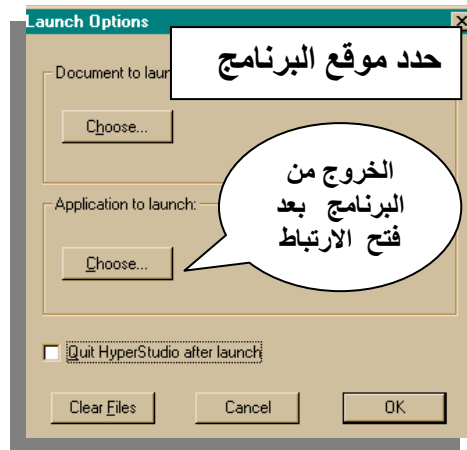 Launch Options
حدد موقع البرنامج
Document to laun
Choose...
الخروج من
البرنامج بعد
فتح الارتباط
Application to launch:
Choose...
Quit HyperStudio after launch
Clear Files
Cancel
OK